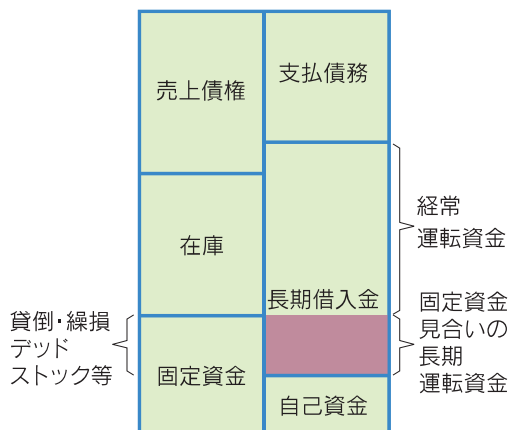 売上債権
支払債務
在庫
経常
運転資金
長期借入金
貸倒・繰損
デッド
ストック等
固定資金
固定資金
見合いの
長期
運転資金
自己資金